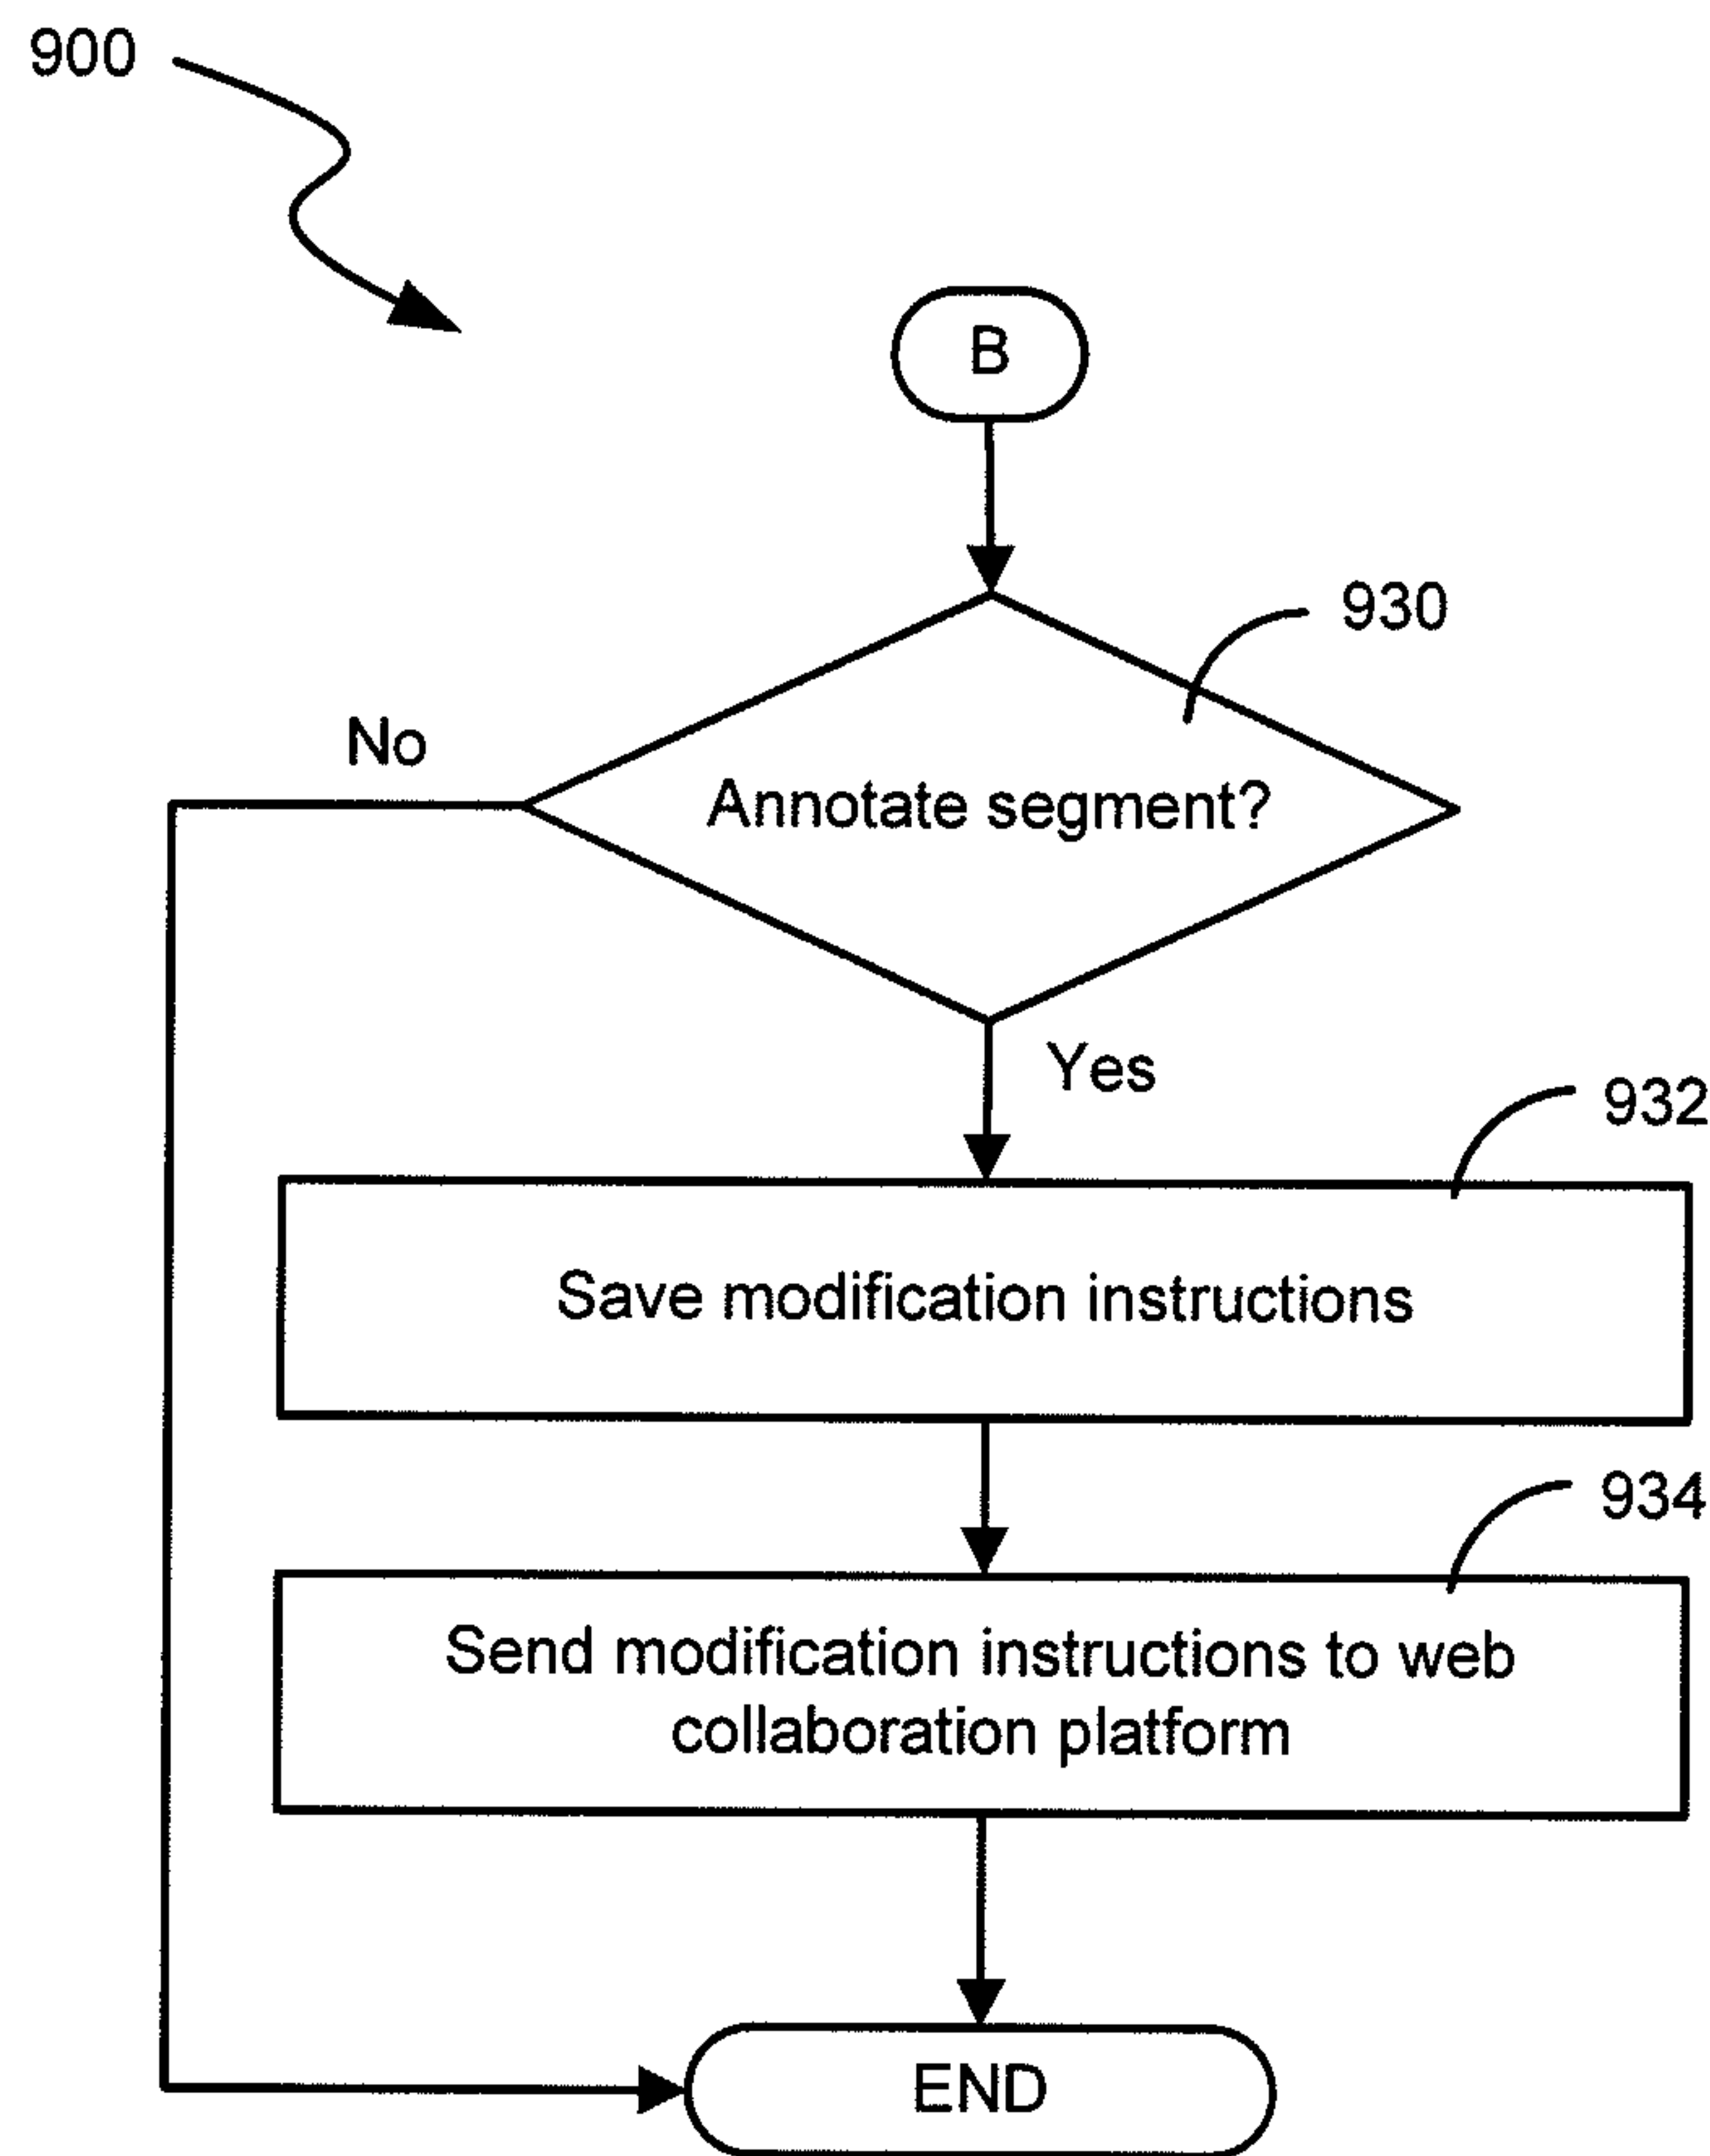 900
B
930
No
Annotate segment?
Yes
932
Save modification instructions
934
Send modification instructions to web
collaboration platform
END